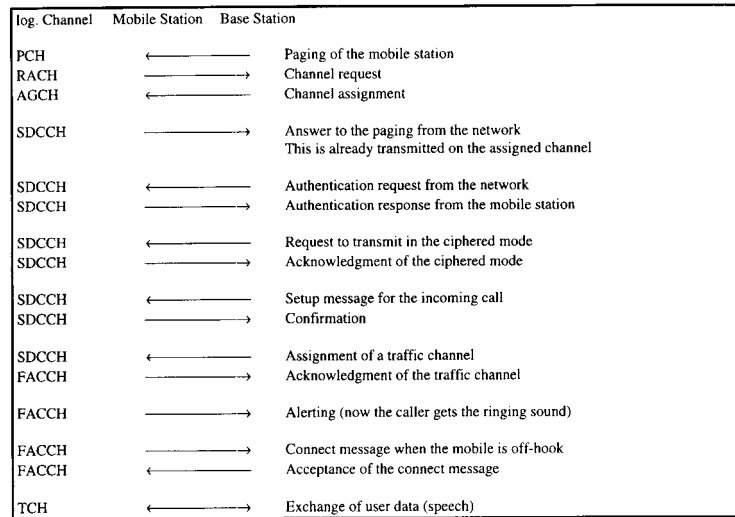 log. Channel Mobile Station Base Station
PCH ← Paging of the mobile station
RACH → Channel request
AGCH ← Channel assignment
SDCCH → Answer to the paging from the network
This is already transmitted on the assigned channel
SDCCH ← Authentication request from the network
SDCCH → Authentication response from the mobile station
SDCCH ← Request to transmit in the ciphered mode
SDCCH → Acknowledgment of the ciphered mode
SDCCH ← Setup message for the incoming call
SDCCH → Confirmation
SDCCH ← Assignment of a traffic channel
FACCH → Acknowledgment of the traffic channel
FACCH → Alerting (now the caller gets the ringing sound)
FACCH → Connect message when the mobile is off-hook
FACCH ← Acceptance of the connect message
TCH ↔ Exchange of user data (speech)